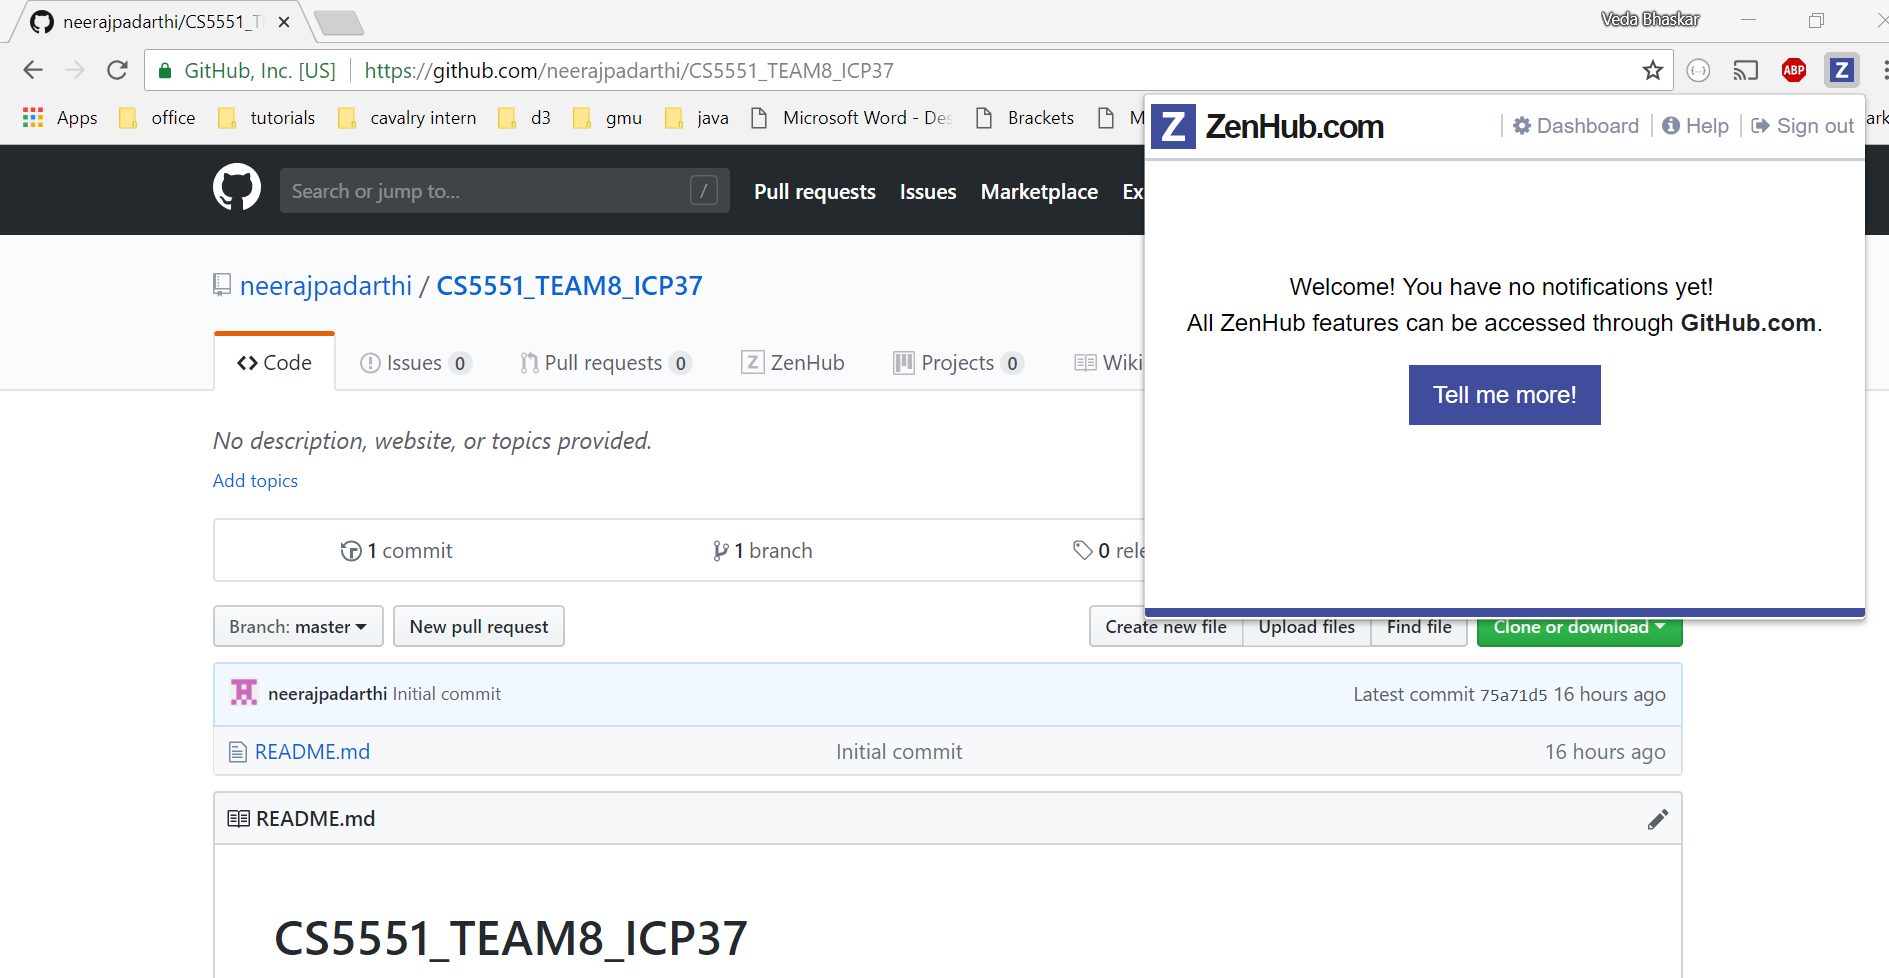 neerajpadarthi/CS5551_T
Veda Bhaskar
GitHub, Inc. [US] https://github.com/neerajpadarthi/CS5551_TEAM8_ICP37
ABP Z
Apps office tutorials cavalry intern d3 gmu java Microsoft Word - Des Brackets M ark
Z ZenHub.com Dashboard Help Sign out
Search or jump to... / Pull requests Issues Marketplace Ex
neerajpadarthi / CS5551_TEAM8_ICP37
Welcome! You have no notifications yet!
All ZenHub features can be accessed through GitHub.com.
Tell me more!
Code Issues 0 Pull requests 0 Z ZenHub Projects 0 Wiki
No description, website, or topics provided.
Add topics
1 commit 1 branch 0 rele
Branch: master New pull request Create new file Upload files Find file Clone or download
neerajpadarthi Initial commit Latest commit 75a71d5 16 hours ago
README.md Initial commit 16 hours ago
README.md
CS5551_TEAM8_ICP37